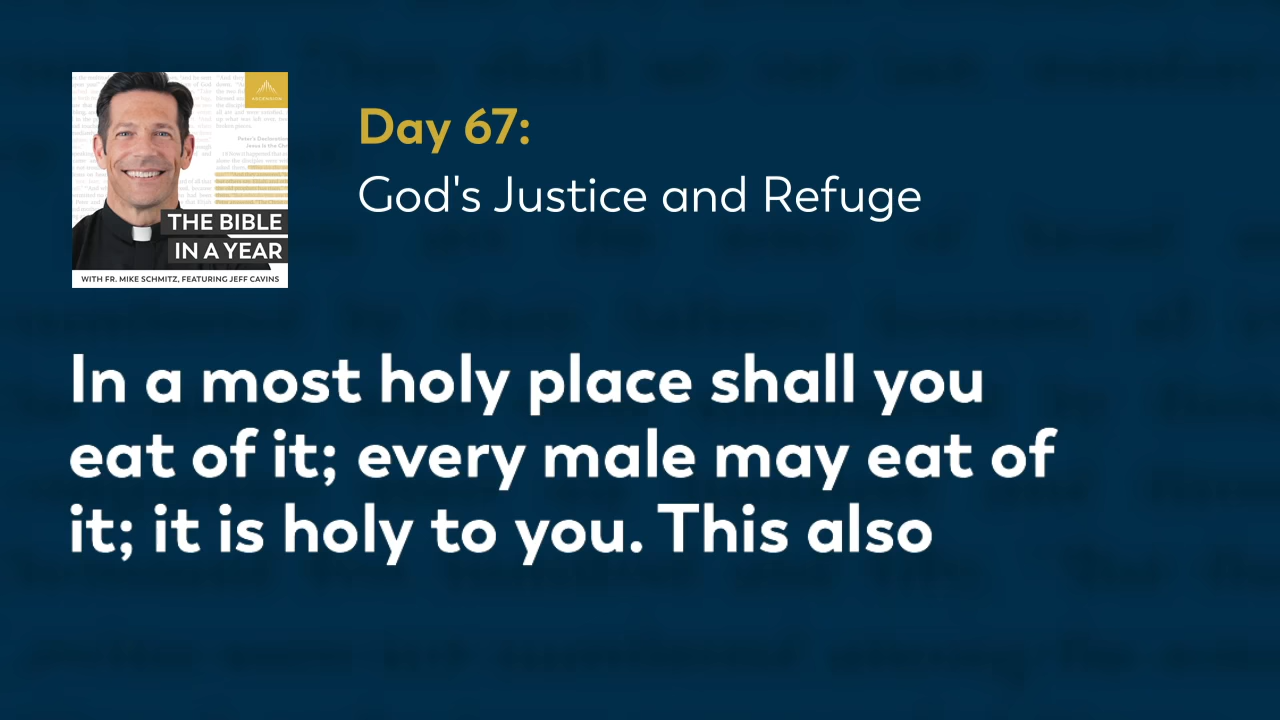 ASCENSION
THE BIBLE
IN A YEAR
WITH FR. MIKE SCHMITZ, FEATURING JEFF CAVINS
Day 67:
God's Justice and Refuge
In a most holy place shall you
eat of it; every male may eat of
it; it is holy to you. This also